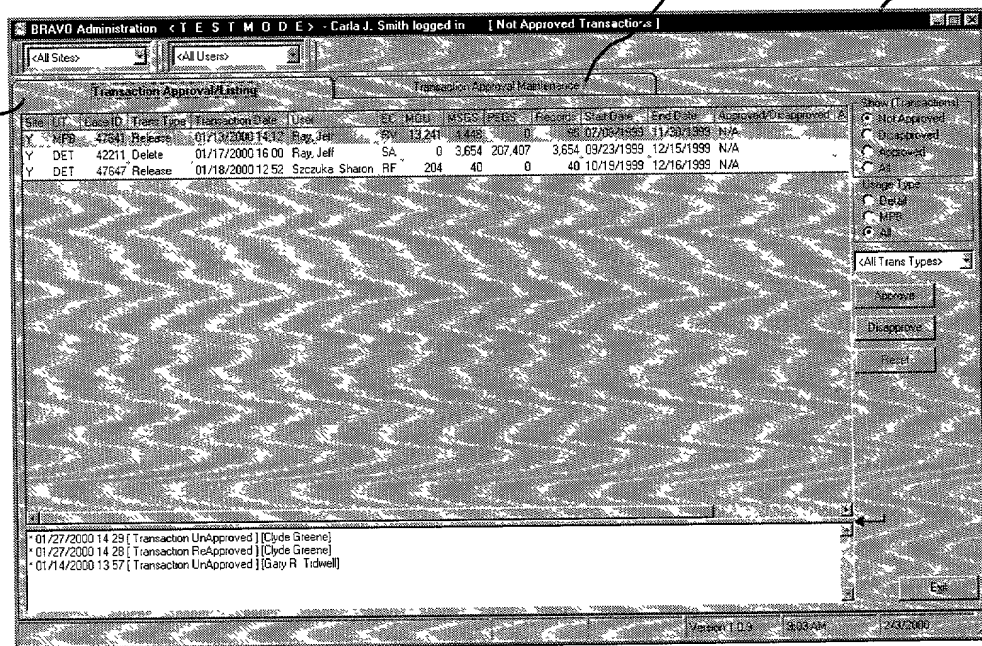 BRAVO Administration < T E S T M O D E > - Carla J. Smith logged in [ Not Approved Transactions ]
<All Sites> <All Users>
Transaction Approval/Listing Transaction Approval Maintenance
Site UT Case ID Trans Type Transaction Date User EC MOU MSGS PEGS Records Start Date End Date Approved/Disapproved A
Y MPB 47641 Release 01/13/2000 14.12 Ray, Jeff RV 13,241 4,448 0 95 07/08/1999 11/30/1999 N/A
Y DET 42211 Delete 01/17/2000 16 00 Ray, Jeff SA 0 3,654 207,407 3,654 09/23/1999 12/15/1999 N/A
Y DET 47647 Release 01/18/2000 12 52 Szczuka Sharon RF 204 40 0 40 10/19/1999 12/16/1999 N/A
Show (Transactions)
Not Approved
Disapproved
Approved
All
Usage Type
Detail
MPB
All
<All Trans Types>
Approve
Disapprove
Reset
* 01/27/2000 14 29 [ Transaction UnApproved ] [Clyde Greene]
* 01/27/2000 14 28 [ Transaction ReApproved ] [Clyde Greene]
* 01/14/2000 13 57 [ Transaction UnApproved ] [Gary R Tidwell]
Exit
Version 1.0.9 9:03 AM 2/3/2000